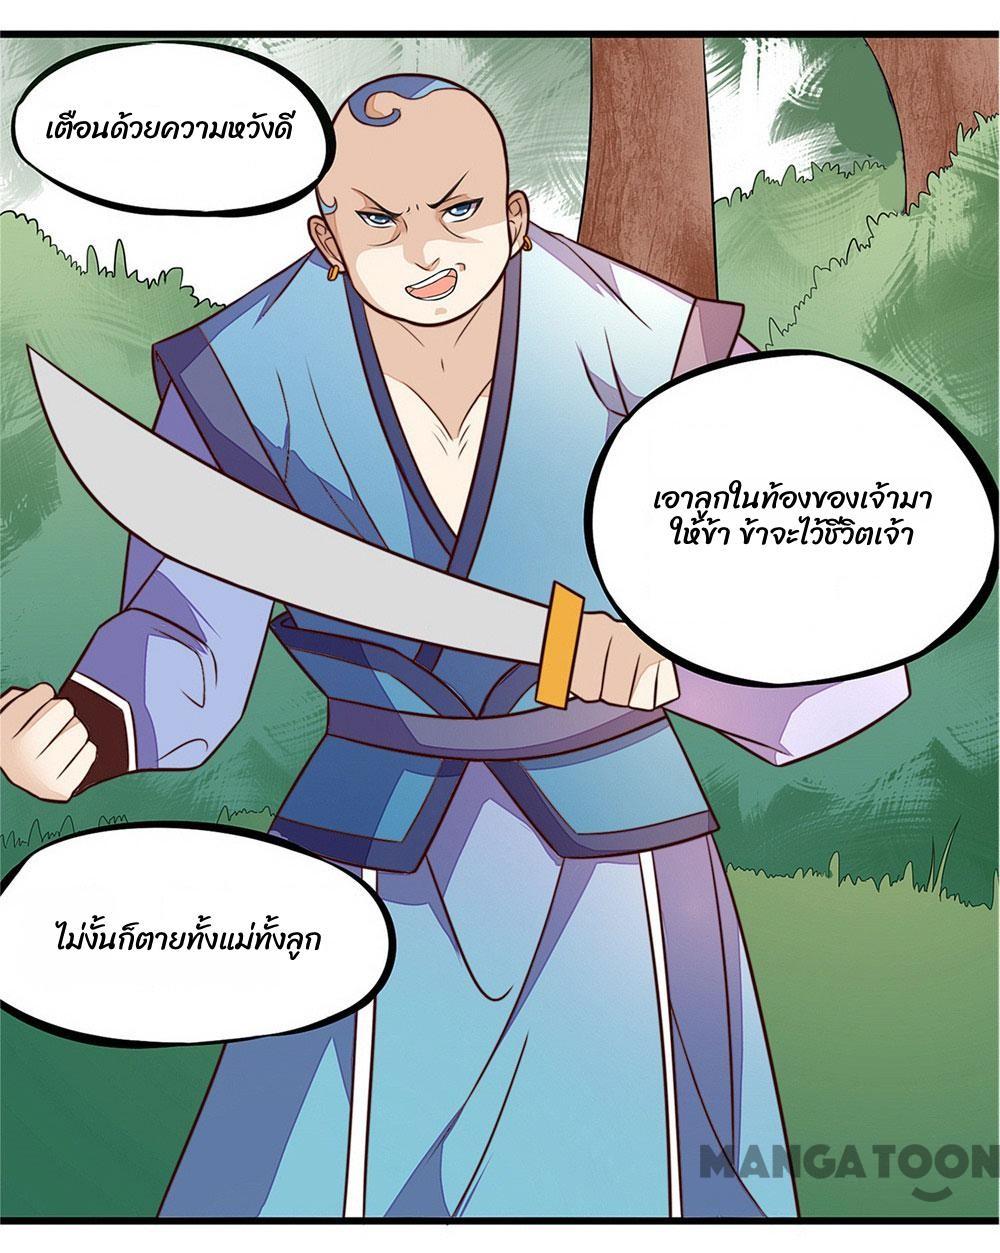 เตือนด้วยความหวังดี
เอาลูกในท้องของเจ้ามา
ให้ข้า ข้าจะไว้ชีวิตเจ้า
ไม่งั้นก็ตายทั้งแม่ทั้งลูก
MANGATOON